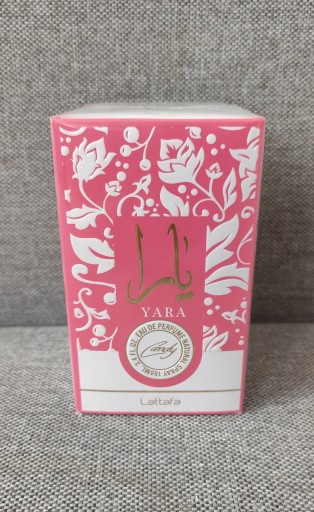 يارا
YARA
3.4 FL.OZ. EAU DE PERFUME NATURAL SPRAY 100ML
Candy
Lattafa